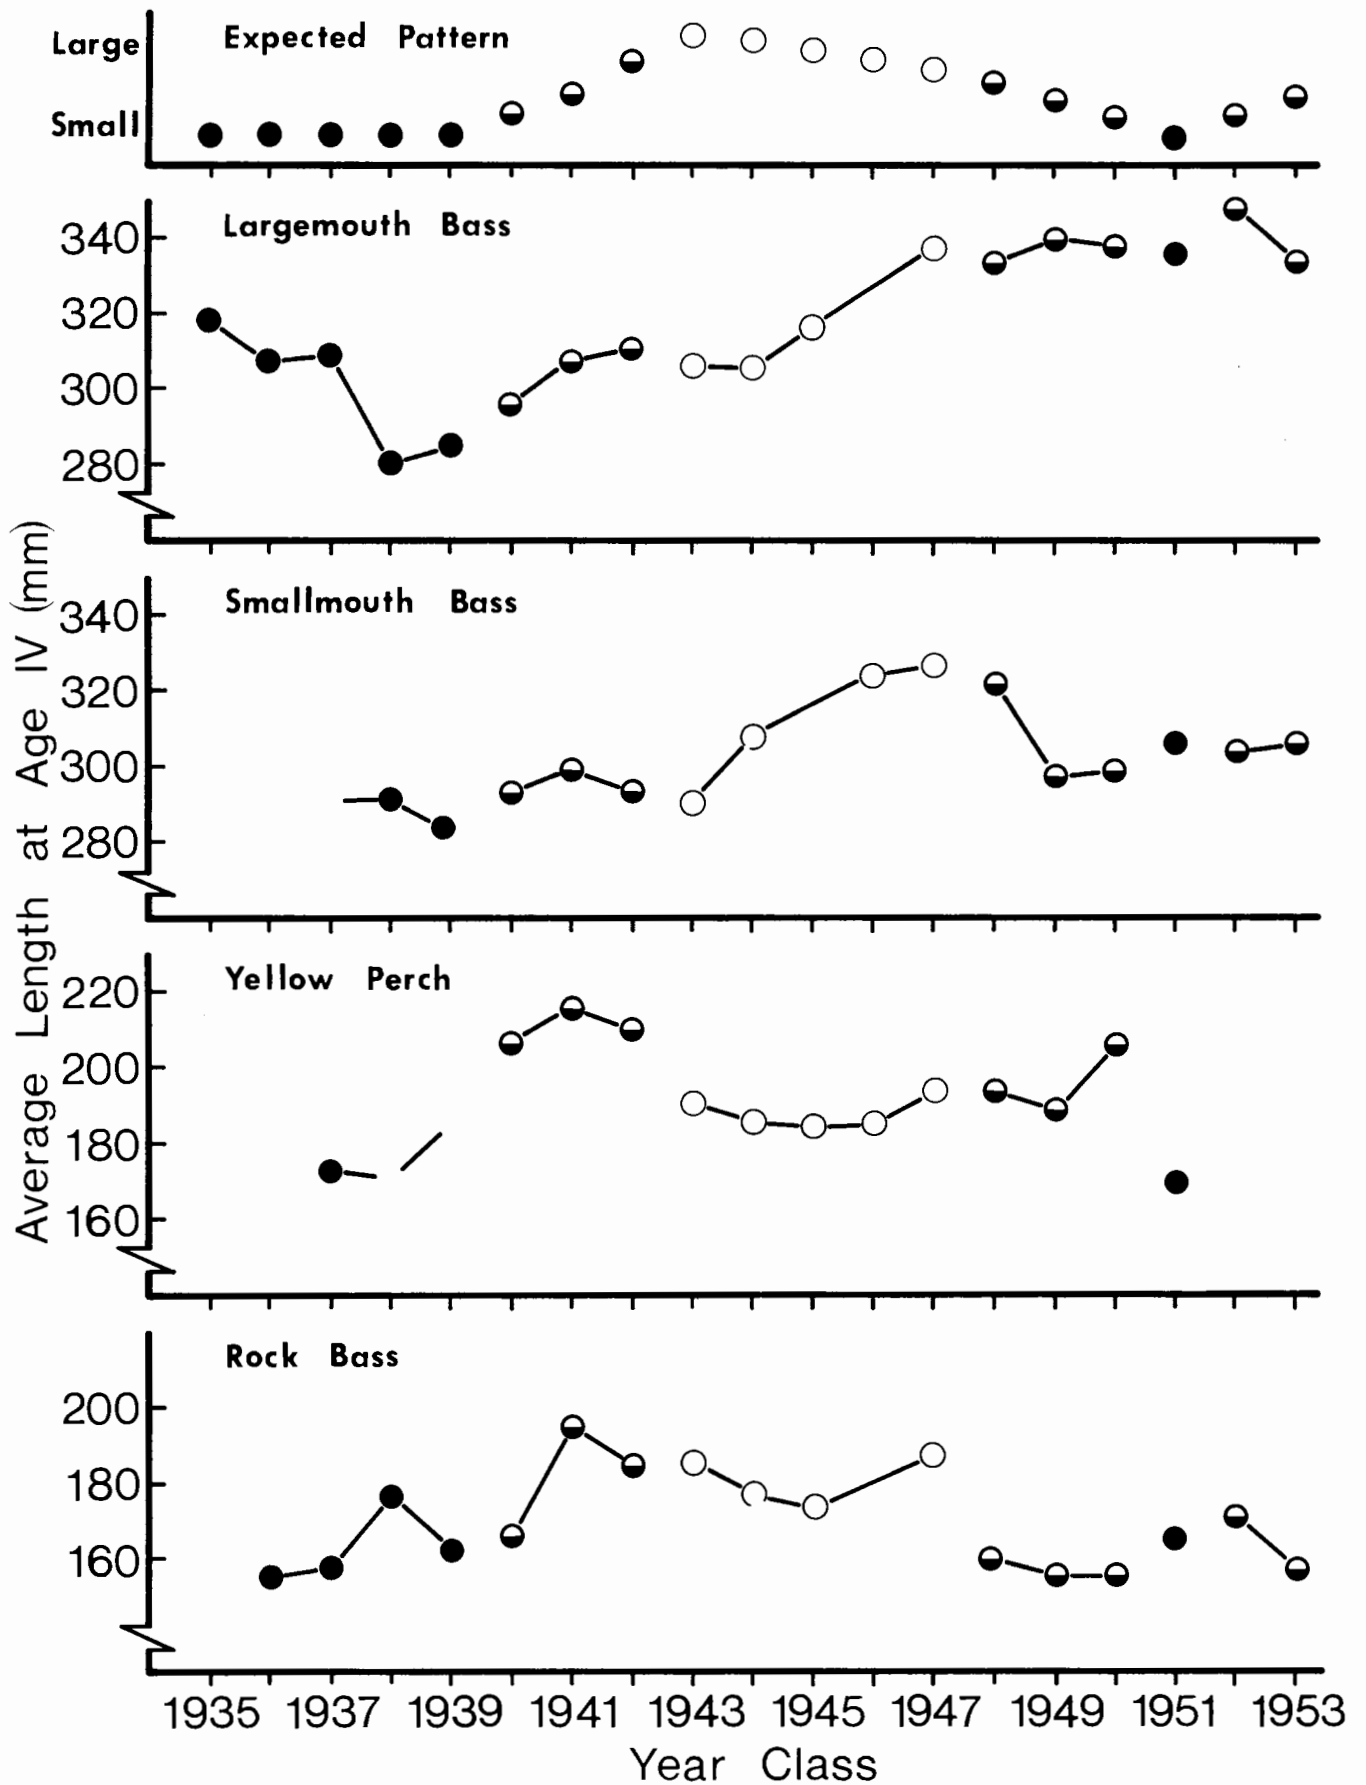 Expected Pattern
Large
Small
Largemouth Bass
340
320
300
280
Smallmouth Bass
340
320
300
280
Yellow Perch
220
200
180
160
Rock Bass
200
180
160
Average Length at Age IV (mm)
1935 1937 1939 1941 1943 1945 1947 1949 1951 1953
Year Class